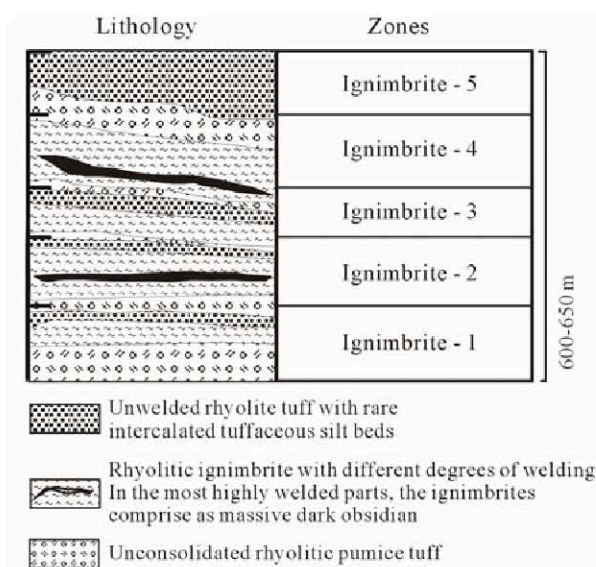 Lithology Zones
Ignimbrite - 5
Ignimbrite - 4
Ignimbrite - 3
Ignimbrite - 2
Ignimbrite - 1
600-650 m
Unwelded rhyolite tuff with rare
intercalated tuffaceous silt beds
Rhyolitic ignimbrite with different degrees of welding
In the most highly welded parts, the ignimbrites
comprise as massive dark obsidian
Unconsolidated rhyolitic pumice tuff